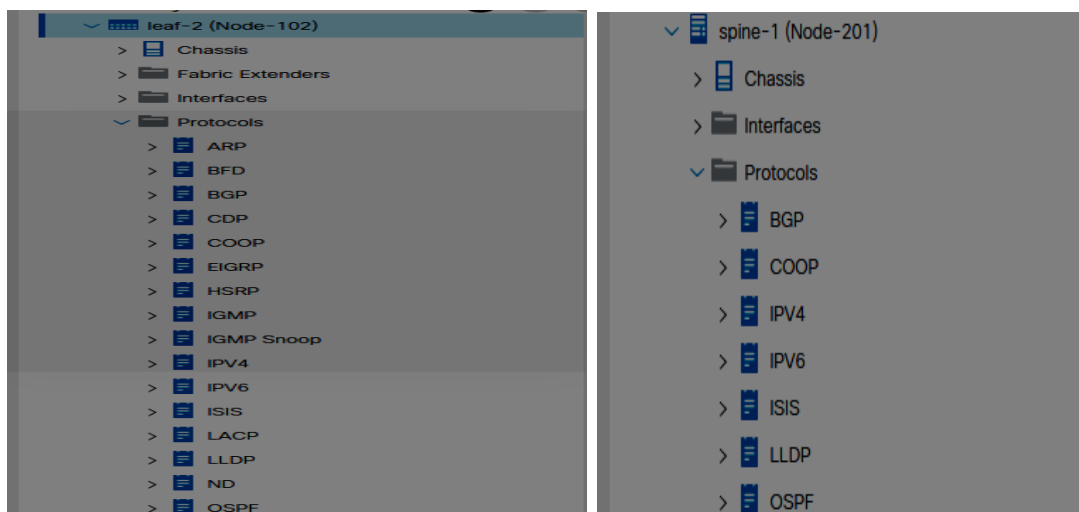 leaf-2 (Node-102)
Chassis
Fabric Extenders
Interfaces
Protocols
ARP
BFD
BGP
CDP
COOP
EIGRP
HSRP
IGMP
IGMP Snoop
IPV4
IPV6
ISIS
LACP
LLDP
ND
OSPF
spine-1 (Node-201)
Chassis
Interfaces
Protocols
BGP
COOP
IPV4
IPV6
ISIS
LLDP
OSPF